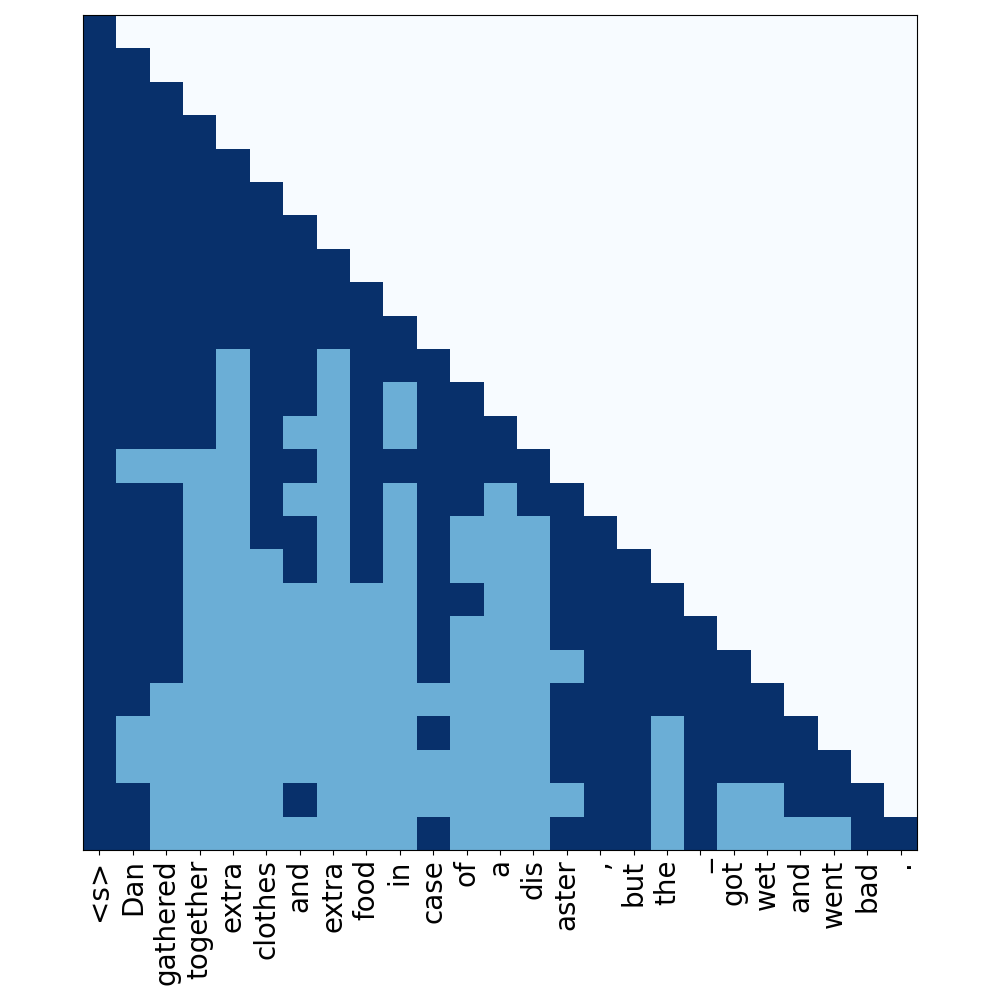 <s> Dan gathered together extra clothes and extra food in case of a dis aster , but the _ got wet and went bad .